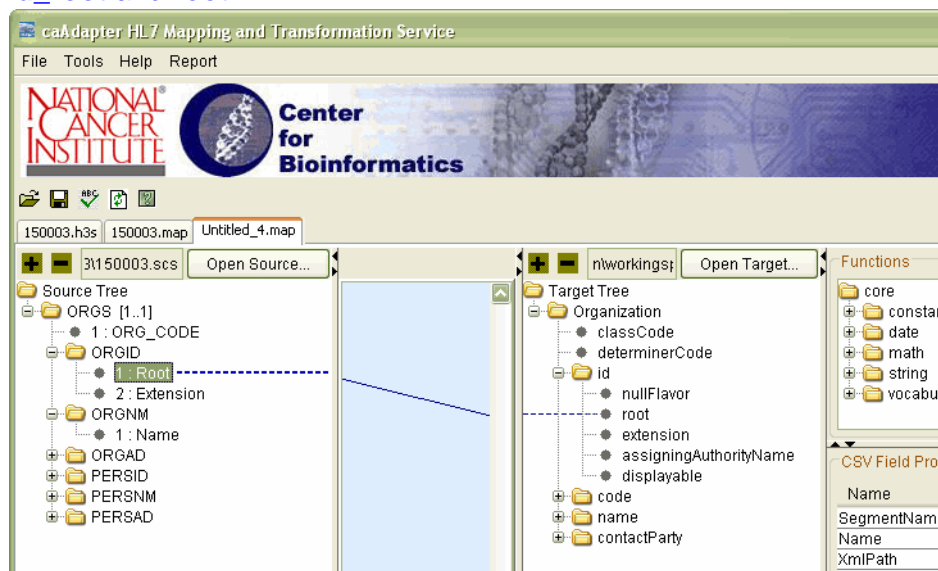 caAdapter HL7 Mapping and Transformation Service
File Tools Help Report
NATIONAL
CANCER
INSTITUTE
Center
for
Bioinformatics
ABC
150003.h3s 150003.map Untitled_4.map
3\150003.scs Open Source... n\workings Open Target... Functions
Source Tree Target Tree core
ORGS [1..1] Organization constan
1 : ORG_CODE classCode date
ORGID determinerCode math
1 : Root id string
2 : Extension nullFlavor vocabu
ORGNM root
1 : Name extension
ORGAD assigningAuthorityName
PERSID displayable CSV Field Pro
PERSNM code Name
PERSAD name SegmentNam
contactParty Name
XmlPath